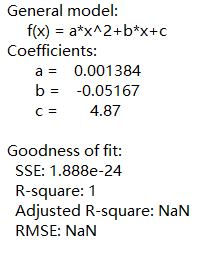 General model:
f(x) = a*x^2+b*x+c
Coefficients:
a = 0.001384
b = -0.05167
c = 4.87
Goodness of fit:
SSE: 1.888e-24
R-square: 1
Adjusted R-square: NaN
RMSE: NaN